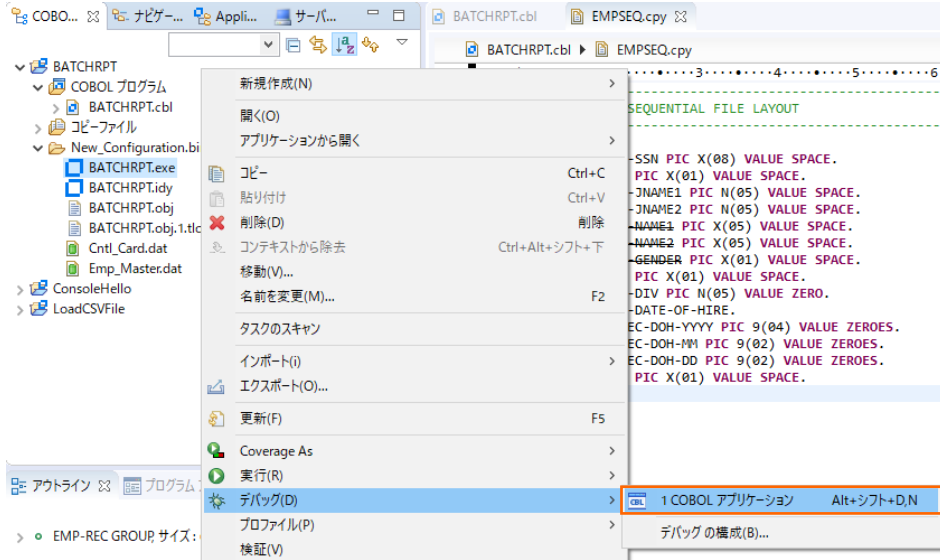 COBO...
ナビゲー...
Appli...
サーバ...
BATCHRPT.cbl
EMPSEQ.cpy
BATCHRPT.cbl
EMPSEQ.cpy
BATCHRPT
COBOL プログラム
BATCHRPT.cbl
コピーファイル
New_Configuration.bi
BATCHRPT.exe
BATCHRPT.idy
BATCHRPT.obj
BATCHRPT.obj.1.tlc
Cntl_Card.dat
Emp_Master.dat
ConsoleHello
LoadCSVFile
アウトライン
プログラム
EMP-REC GROUP, サイズ :
新規作成(N)
開く(O)
アプリケーションから開く
コピー Ctrl+C
貼り付け Ctrl+V
削除(D) 削除
コンテキストから除去 Ctrl+Alt+シフト+下
移動(V)...
名前を変更(M)... F2
タスクのスキャン
インポート(i)
エクスポート(O)...
更新(F) F5
Coverage As
実行(R)
デバッグ(D)
プロファイル(P)
検証(V)
1 COBOL アプリケーション Alt+シフト+D,N
デバッグの構成(B)...
····•····3····•····4····•····5····•····6
SEQUENTIAL FILE LAYOUT
-SSN PIC X(08) VALUE SPACE.
PIC X(01) VALUE SPACE.
-JNAME1 PIC N(05) VALUE SPACE.
-JNAME2 PIC N(05) VALUE SPACE.
-NAME1 PIC X(05) VALUE SPACE.
-NAME2 PIC X(05) VALUE SPACE.
-GENDER PIC X(01) VALUE SPACE.
PIC X(01) VALUE SPACE.
-DIV PIC N(05) VALUE ZERO.
-DATE-OF-HIRE.
EC-DOH-YYYY PIC 9(04) VALUE ZEROES.
EC-DOH-MM PIC 9(02) VALUE ZEROES.
EC-DOH-DD PIC 9(02) VALUE ZEROES.
PIC X(01) VALUE SPACE.